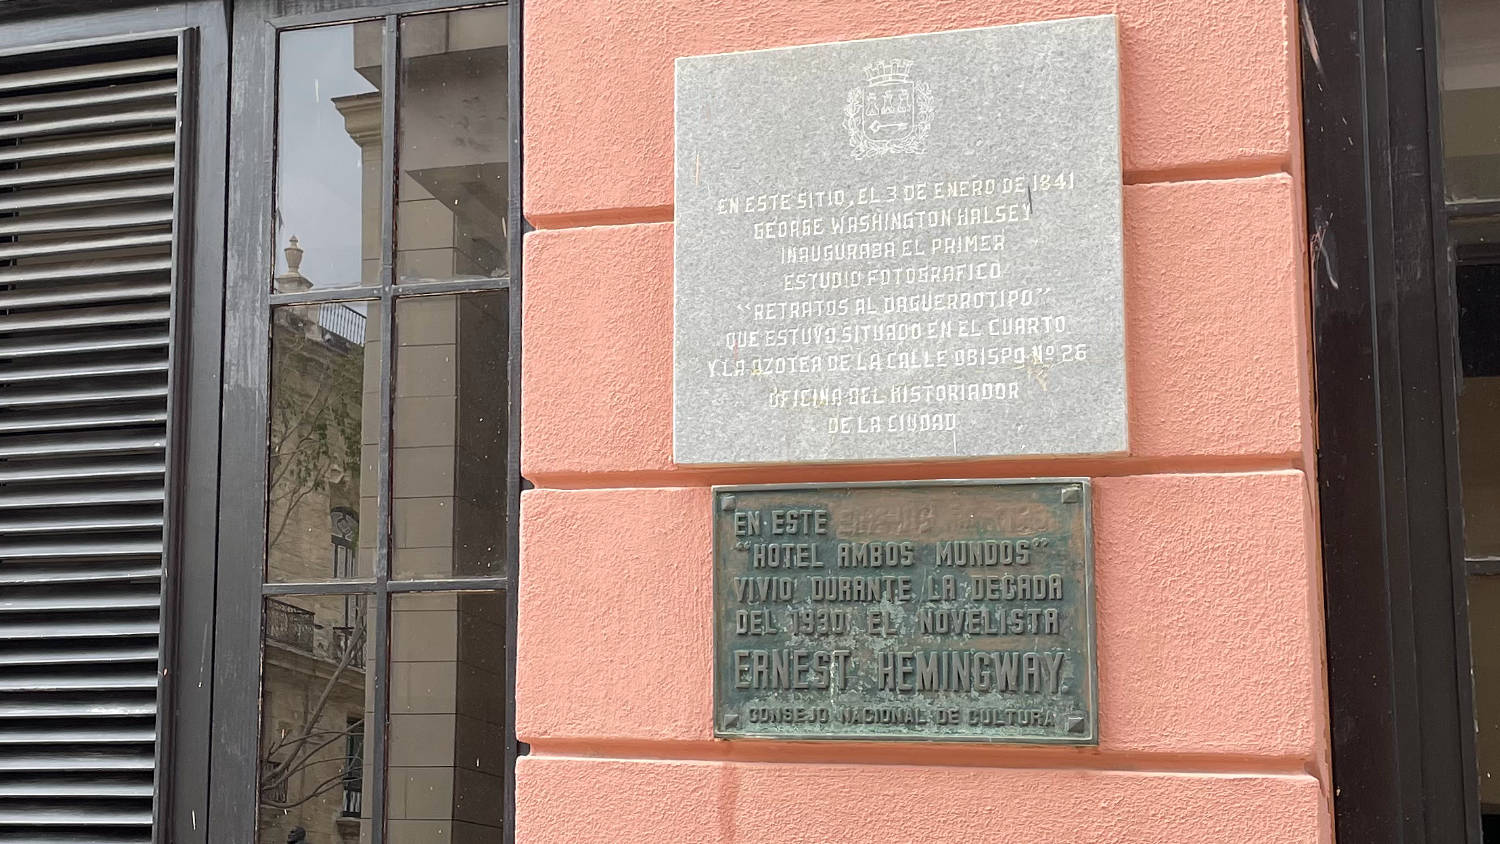 EN ESTE SITIO, EL 3 DE ENERO DE 1841
GEORGE WASHINGTON HALSEY
INAUGURABA EL PRIMER
ESTUDIO FOTOGRAFICO
"RETRATOS AL DAGUERROTIPO"
QUE ESTUVO SITUADO EN EL CUARTO
Y LA AZOTEA DE LA CALLE OBISPO Nº 26
OFICINA DEL HISTORIADOR
DE LA CIUDAD
EN ESTE
"HOTEL AMBOS MUNDOS"
VIVIO' DURANTE LA DECADA
DEL 1930 EL NOVELISTA
ERNEST HEMINGWAY
CONSEJO NACIONAL DE CULTURA